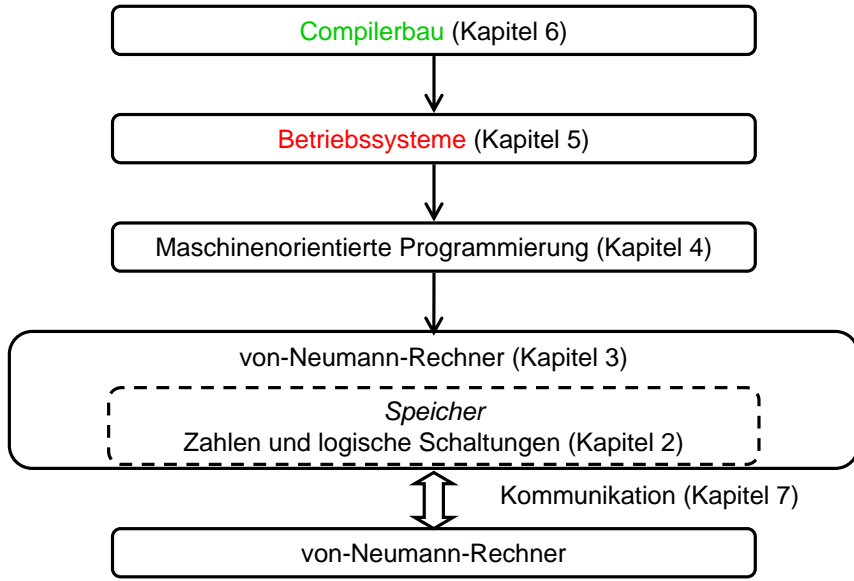 Compilerbau (Kapitel 6)
Betriebssysteme (Kapitel 5)
Maschinenorientierte Programmierung (Kapitel 4)
von-Neumann-Rechner (Kapitel 3)
Speicher
Zahlen und logische Schaltungen (Kapitel 2)
Kommunikation (Kapitel 7)
von-Neumann-Rechner